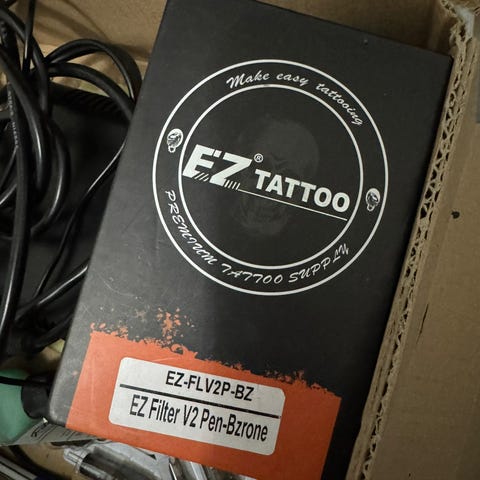 Make easy tattooing
EZ® TATTOO
PREMIUM TATTOO SUPPLY
EZ-FLV2P-BZ
EZ Filter V2 Pen-Bzrone